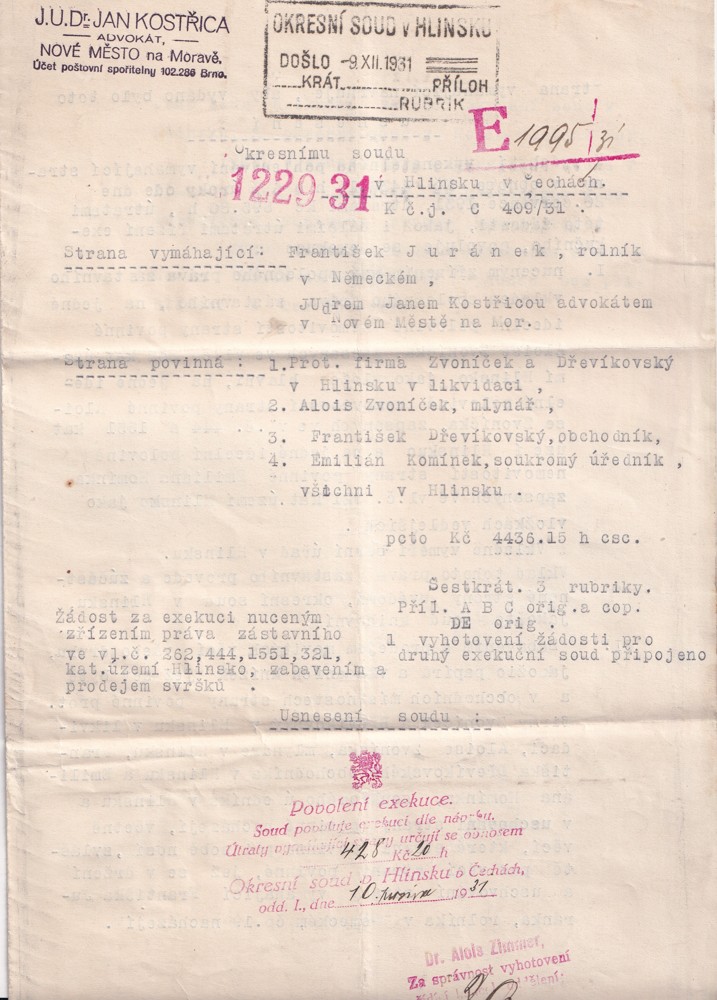 J.U.Dr. JAN KOSTŘICA
ADVOKÁT,
NOVÉ MĚSTO na Moravě.
Účet poštovní spořitelny 102.286 Brno.
OKRESNÍ SOUD V HLINSKU
DOŠLO -9.XII.1931
KRÁT PŘÍLOH
RUBRIK
E 1995/31
Okresnímu soudu
1229 31 v Hlinsku v Čechách.
K č.j. C 409/31 .
Strana vymáhající: František Juránek, rolník
v Německém ,
JUdrem Janem Kostřicou advokátem
v Novém Městě na Mor.
Strana povinná : 1. Prot. firma Zvoníček a Dřevíkovský
v Hlinsku v likvidaci ,
2. Alois Zvoníček, mlynář ,
3. František Dřevíkovský, obchodník,
4. Emilián Komínek, soukromý úředník ,
všichni v Hlinsku
pcto Kč 4436.15 h csc.
Šestkrát. 3 rubriky.
Příl. A B C orig. a cop.
DE orig .
1 vyhotovení žádosti pro
druhý exekuční soud připojeno
Žádost za exekuci nuceným
zřízením práva zástavního
ve vl.č. 262,444,1551,321,
kat.území Hlinsko, zabavením a
prodejem svršků .
Usnesení soudu :
Povolení exekuce.
Soud povoluje exekuci dle návrhu.
Útraty určují se obnosem
428 Kč 20 h
Okresní soud v Hlinsku v Čechách,
odd. I., dne 10. 1931
Dr. Alois Zimmer,
Za správnost vyhotovení